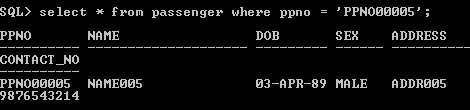 SQL> select * from passenger where ppno = 'PPNO00005';
PPNO NAME DOB SEX ADDRESS
---------- -------------------- --------- ----- ----------
CONTACT_NO
----------
PPNO00005 NAME005 03-APR-89 MALE ADDR005
9876543214